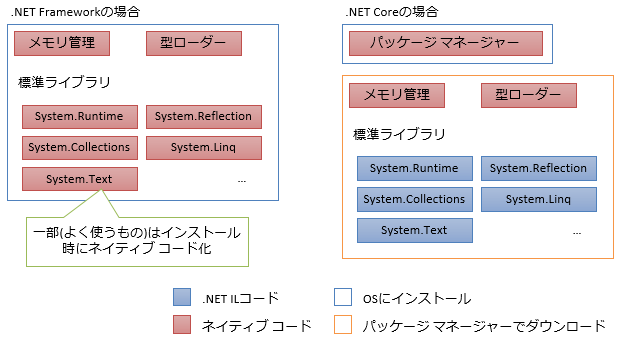 .NET Frameworkの場合
メモリ管理
型ローダー
標準ライブラリ
System.Runtime
System.Reflection
System.Collections
System.Linq
System.Text
...
一部(よく使うもの)はインストール
時にネイティブ コード化
.NET Coreの場合
パッケージ マネージャー
メモリ管理
型ローダー
標準ライブラリ
System.Runtime
System.Reflection
System.Collections
System.Linq
System.Text
...
.NET ILコード
OSにインストール
ネイティブ コード
パッケージ マネージャーでダウンロード